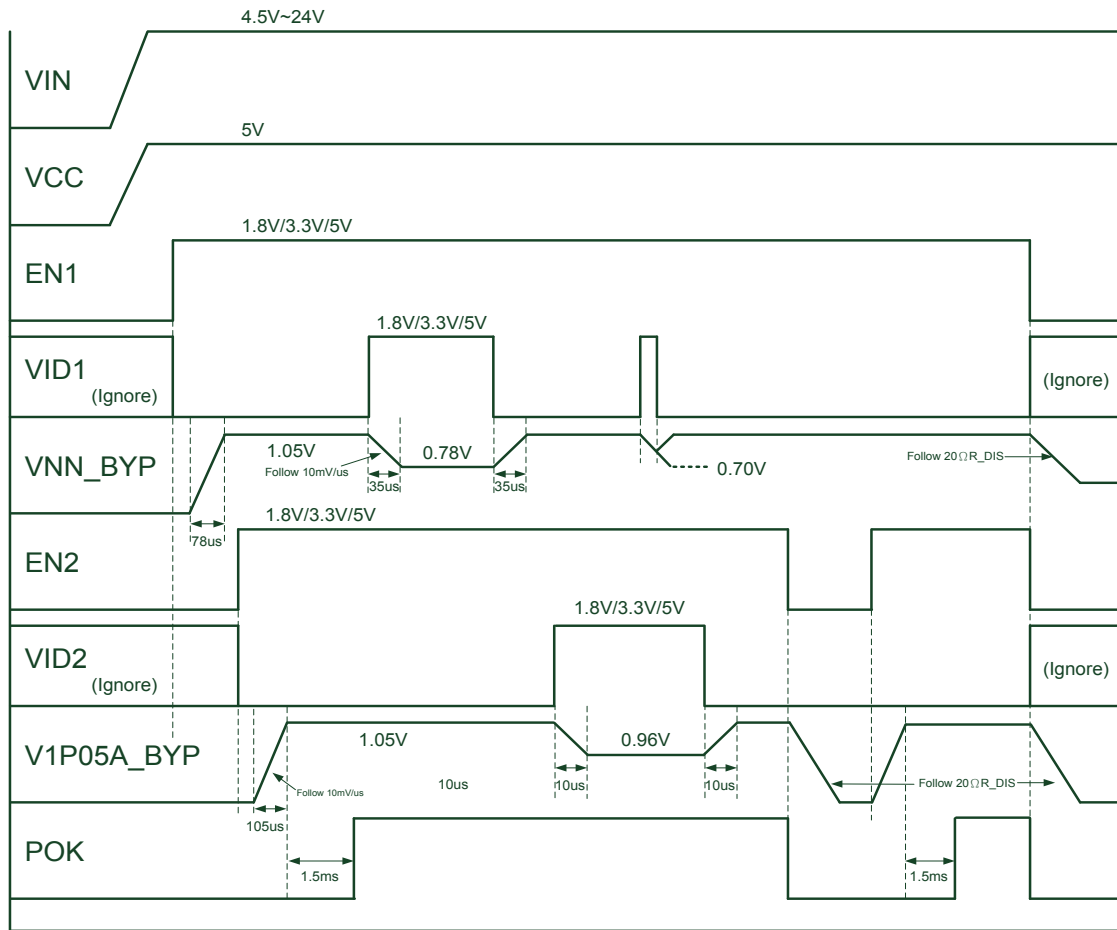 4.5V~24V
VIN
5V
VCC
1.8V/3.3V/5V
EN1
1.8V/3.3V/5V
VID1
(Ignore)
(Ignore)
VNN_BYP
1.05V
Follow 10mV/us
0.78V
0.70V
Follow 20ΩR_DIS
35us
35us
78us
1.8V/3.3V/5V
EN2
1.8V/3.3V/5V
VID2
(Ignore)
(Ignore)
V1P05A_BYP
1.05V
0.96V
Follow 10mV/us
10us
10us
10us
Follow 20ΩR_DIS
105us
POK
1.5ms
1.5ms